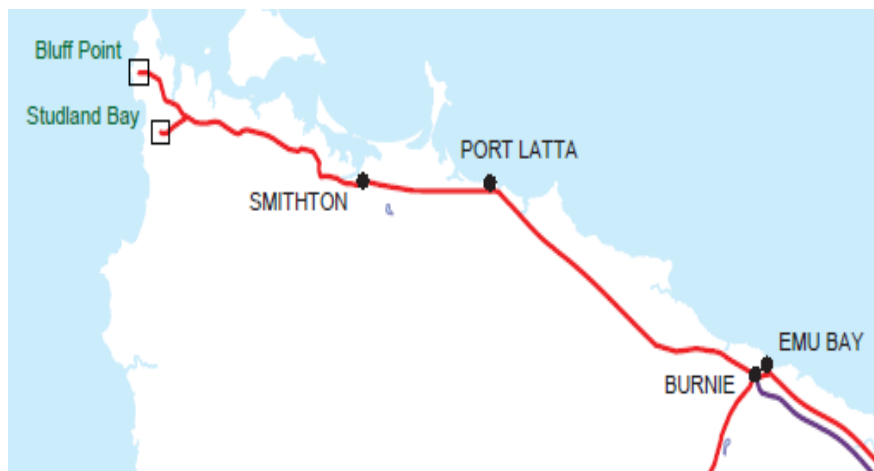 Bluff Point
Studland Bay
PORT LATTA
SMITHTON
EMU BAY
BURNIE